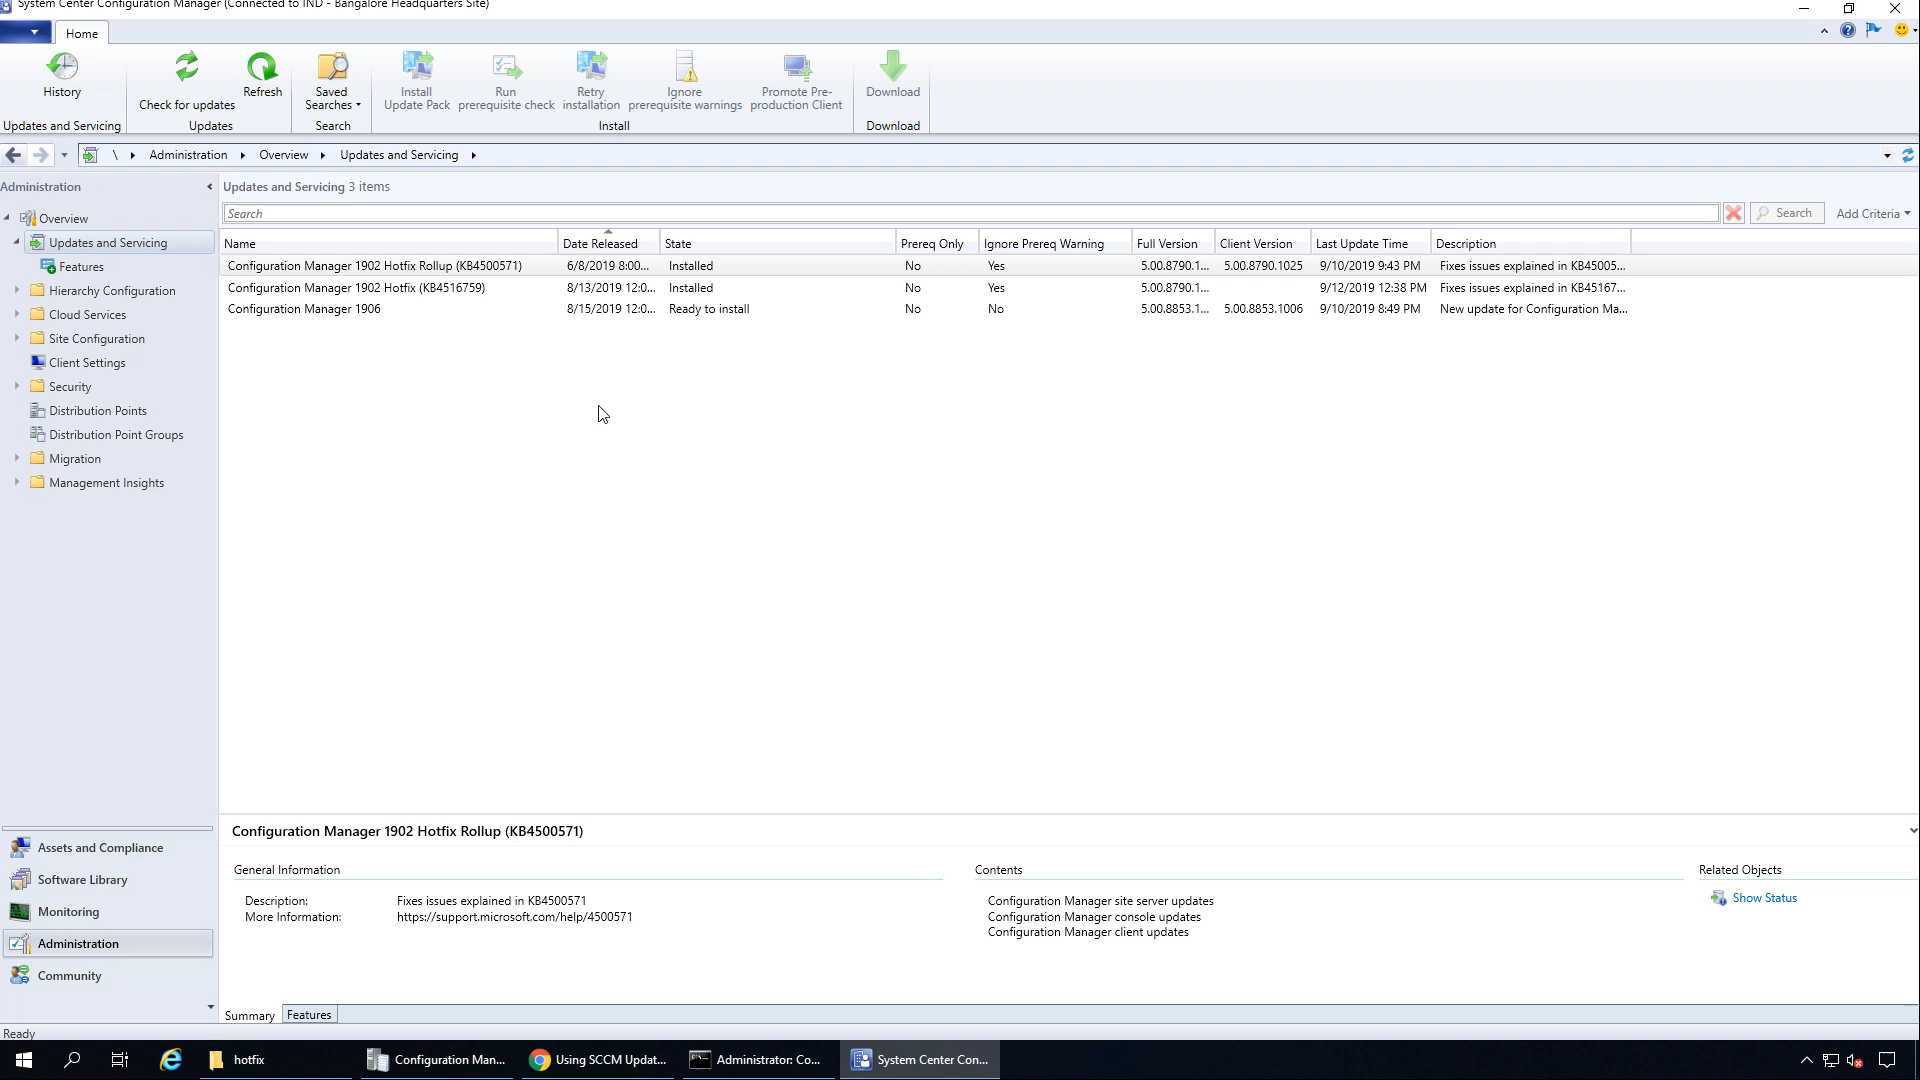 System Center Configuration Manager (Connected to IND - Bangalore Headquarters Site)
Home
History
Check for updates
Refresh
Saved Searches
Install Update Pack
Run prerequisite check
Retry installation
Ignore prerequisite warnings
Promote Pre-production Client
Download
Updates and Servicing
Updates
Search
Install
Download
\ Administration Overview Updates and Servicing
Administration
Overview
Updates and Servicing
Features
Hierarchy Configuration
Cloud Services
Site Configuration
Client Settings
Security
Distribution Points
Distribution Point Groups
Migration
Management Insights
Assets and Compliance
Software Library
Monitoring
Administration
Community
Updates and Servicing 3 items
Search
Search
Add Criteria
Name Date Released State Prereq Only Ignore Prereq Warning Full Version Client Version Last Update Time Description
Configuration Manager 1902 Hotfix Rollup (KB4500571) 6/8/2019 8:00... Installed No Yes 5.00.8790.1... 5.00.8790.1025 9/10/2019 9:43 PM Fixes issues explained in KB45005...
Configuration Manager 1902 Hotfix (KB4516759) 8/13/2019 12:0... Installed No Yes 5.00.8790.1... 9/12/2019 12:38 PM Fixes issues explained in KB45167...
Configuration Manager 1906 8/15/2019 12:0... Ready to install No No 5.00.8853.1... 5.00.8853.1006 9/10/2019 8:49 PM New update for Configuration Ma...
Configuration Manager 1902 Hotfix Rollup (KB4500571)
General Information
Description: Fixes issues explained in KB4500571
More Information: https://support.microsoft.com/help/4500571
Contents
Configuration Manager site server updates
Configuration Manager console updates
Configuration Manager client updates
Related Objects
Show Status
Summary
Features
Ready
hotfix
Configuration Man...
Using SCCM Updat...
Administrator: Co...
System Center Con...